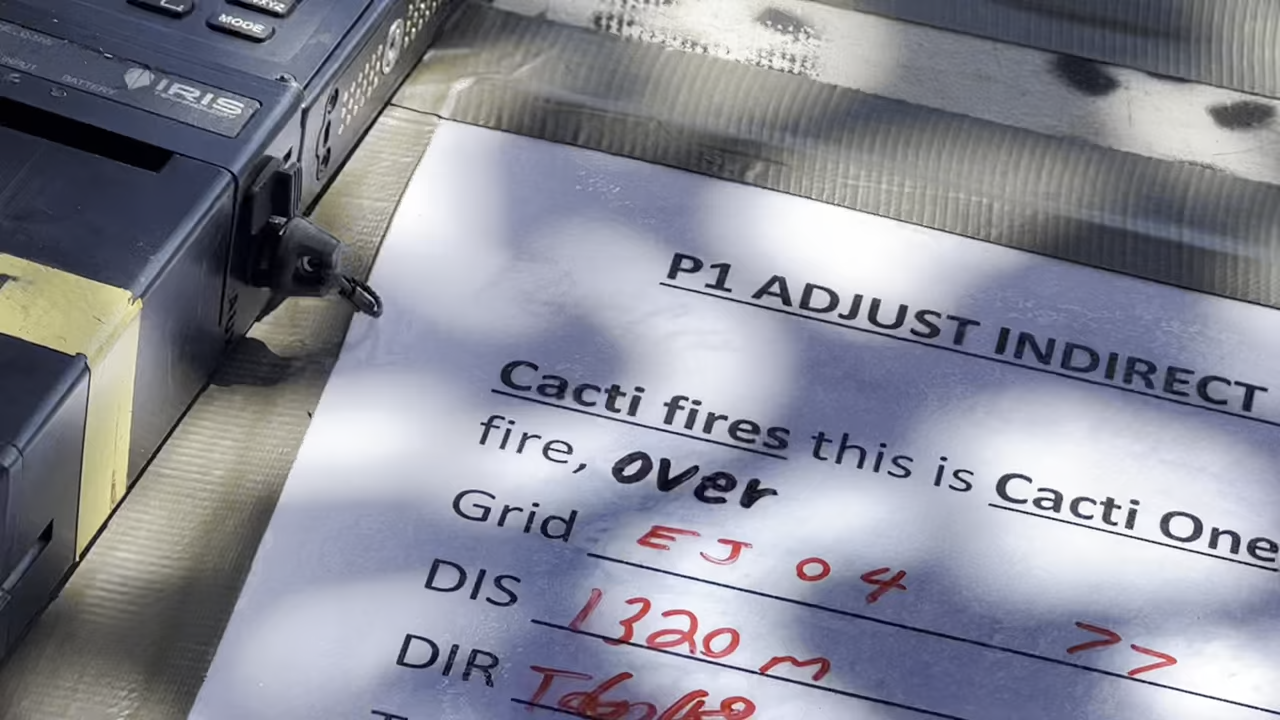 MODE
BATTERY
IRIS
TECHNOLOGY
P1 ADJUST INDIRECT
Cacti fires this is Cacti One
fire, over
Grid EJ 04 77
DIS 1320 m
DIR